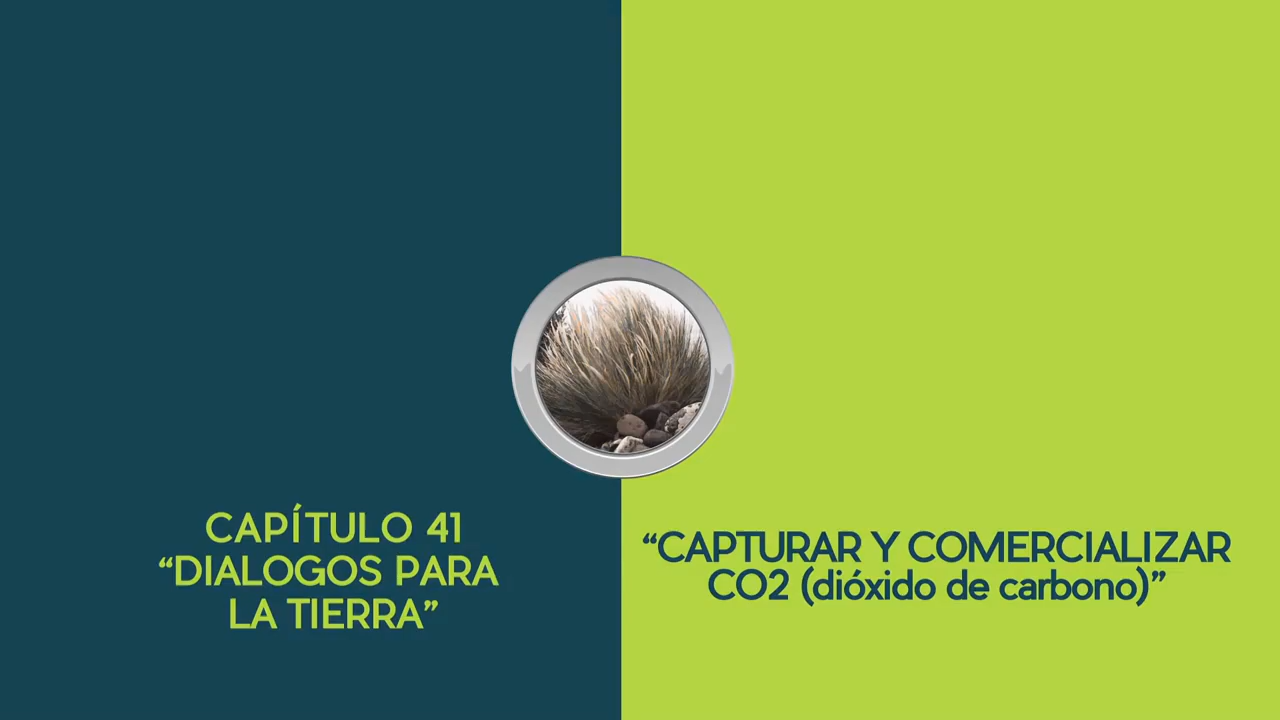 CAPÍTULO 41
“DIALOGOS PARA
LA TIERRA”
“CAPTURAR Y COMERCIALIZAR
CO2 (dióxido de carbono)”